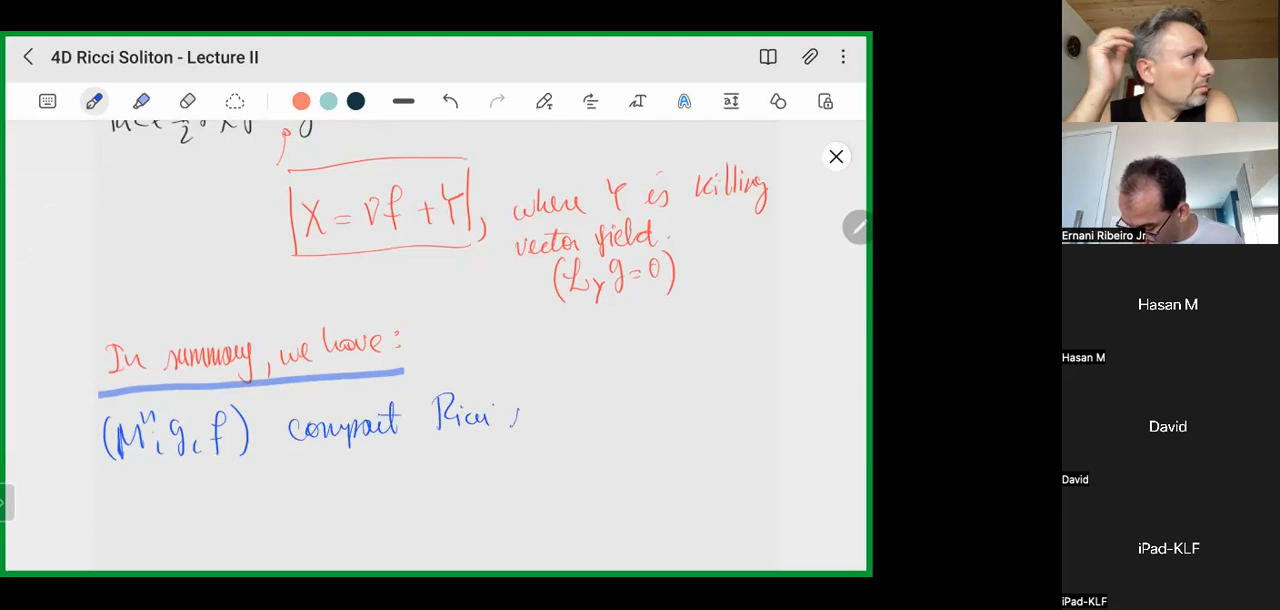 4D Ricci Soliton - Lecture II
X = ∇f + Y, where Y is killing
vector field.
(L_Y g = 0)
In summary, we have:
(Mⁿ, g, f) compact Ricci
Ernani Ribeiro Jr
Hasan M
Hasan M
David
David
iPad-KLF
iPad-KLF